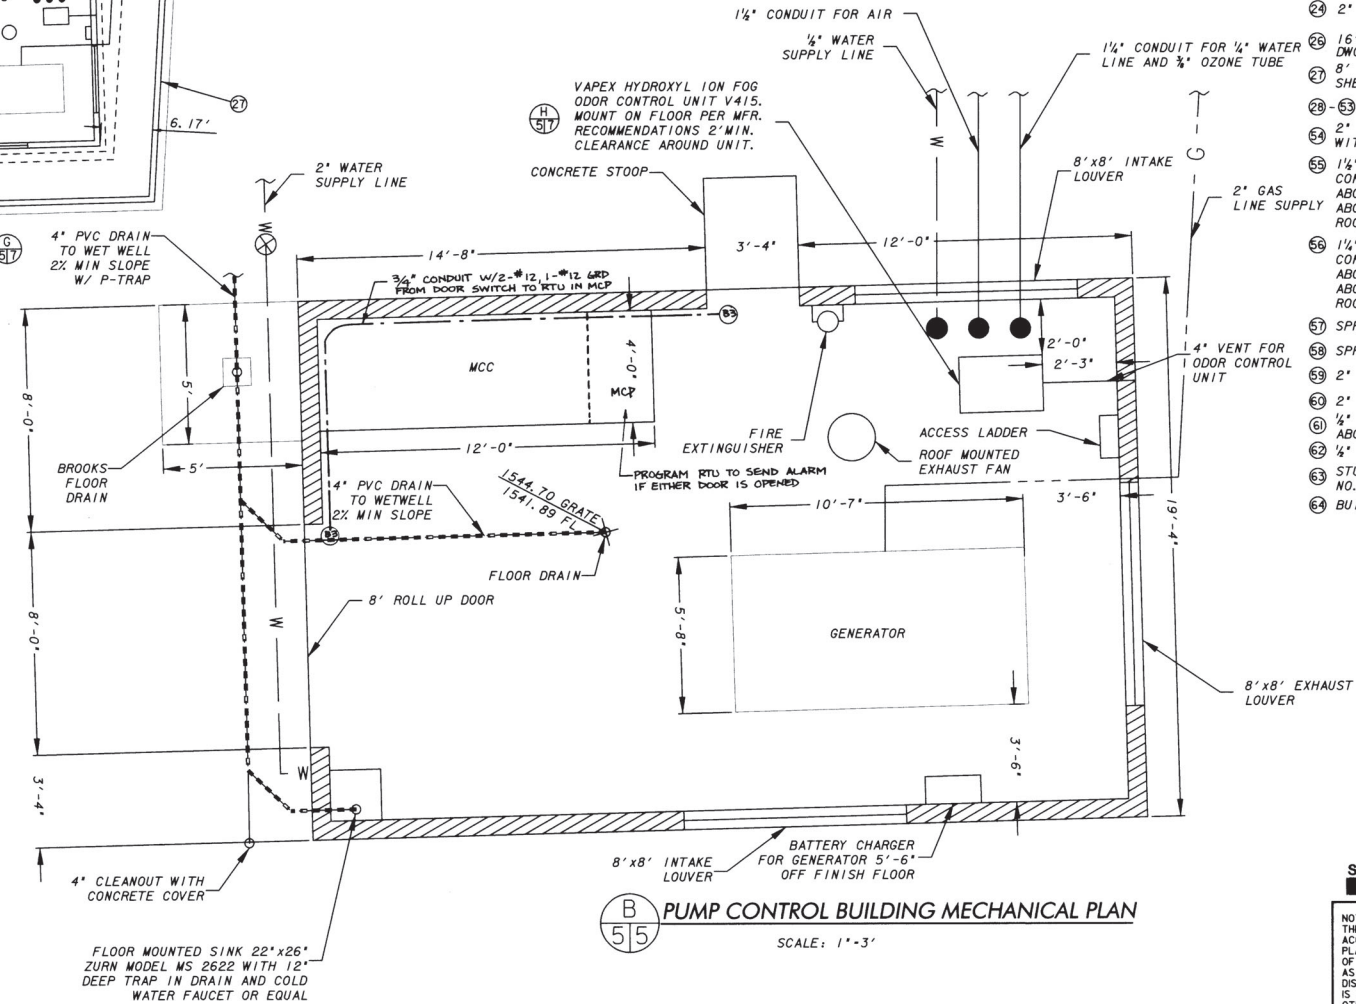 1½" CONDUIT FOR AIR
½" WATER
SUPPLY LINE
1¼" CONDUIT FOR ¼" WATER
LINE AND ⅜" OZONE TUBE
24 2"
26 16"
27 8'
28 - 53
54 2"
55 1½"
56 1¼"
57
58
59 2"
60 2"
61 ½"
62 ½"
63
NO.
64
27
6.17'
VAPEX HYDROXYL ION FOG
ODOR CONTROL UNIT V415.
MOUNT ON FLOOR PER MFR.
RECOMMENDATIONS 2'MIN.
CLEARANCE AROUND UNIT.
H
5 7
CONCRETE STOOP
2" WATER
SUPPLY LINE
W
W
G
8'x8' INTAKE
LOUVER
2" GAS
LINE SUPPLY
G
5 7
4" PVC DRAIN
TO WET WELL
2% MIN SLOPE
W/ P-TRAP
14'-8"
3'-4"
12'-0"
¾" CONDUIT W/2-#12, 1-#12 GRD
FROM DOOR SWITCH TO RTU IN MCP
B3
MCC
4'-0"
MCP
2'-0"
2'-3"
4" VENT FOR
ODOR CONTROL
UNIT
8'-0"
5'
5'
12'-0"
FIRE
EXTINGUISHER
ACCESS LADDER
ROOF MOUNTED
EXHAUST FAN
BROOKS
FLOOR
DRAIN
4" PVC DRAIN
TO WETWELL
2% MIN SLOPE
1544.70 GRATE
1541.89 FL
PROGRAM RTU TO SEND ALARM
IF EITHER DOOR IS OPENED
10'-7"
3'-6"
19'-4"
B3
FLOOR DRAIN
8' ROLL UP DOOR
8'-0"
W
5'-8"
GENERATOR
8'x8' EXHAUST
LOUVER
W
3'-4"
3'-6"
4" CLEANOUT WITH
CONCRETE COVER
8'x8' INTAKE
LOUVER
BATTERY CHARGER
FOR GENERATOR 5'-6"
OFF FINISH FLOOR
B
5 5
PUMP CONTROL BUILDING MECHANICAL PLAN
SCALE: 1"=3'
FLOOR MOUNTED SINK 22"x26"
ZURN MODEL MS 2622 WITH 12"
DEEP TRAP IN DRAIN AND COLD
WATER FAUCET OR EQUAL